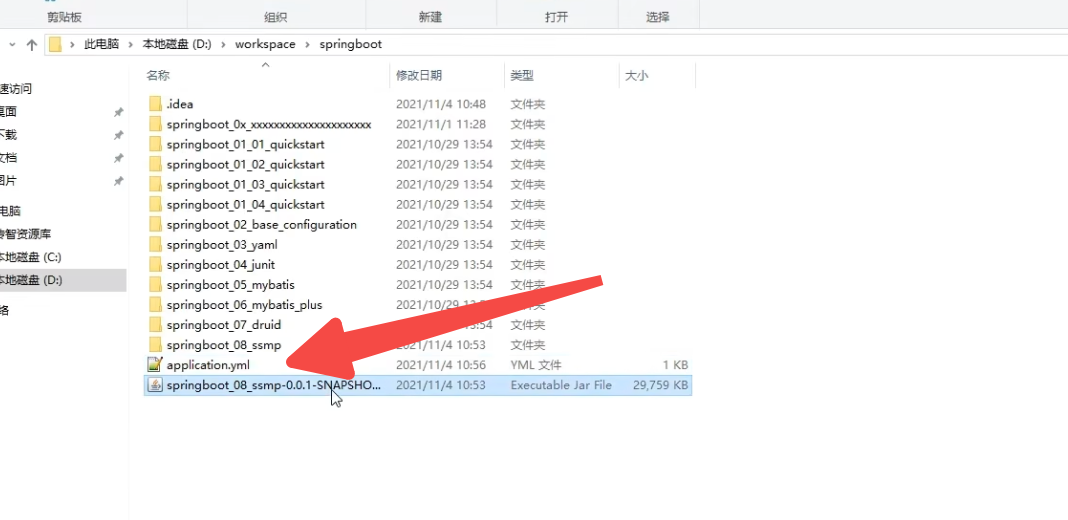 剪贴板 组织 新建 打开 选择
此电脑 本地磁盘 (D:) workspace springboot
名称 修改日期 类型 大小
速访问
桌面
下载
文档
图片
电脑
传智资源库
本地磁盘 (C:)
本地磁盘 (D:)
络
.idea 2021/11/4 10:48 文件夹
springboot_0x_xxxxxxxxxxxxxxxxxxxxx 2021/11/1 11:28 文件夹
springboot_01_01_quickstart 2021/10/29 13:54 文件夹
springboot_01_02_quickstart 2021/10/29 13:54 文件夹
springboot_01_03_quickstart 2021/10/29 13:54 文件夹
springboot_01_04_quickstart 2021/10/29 13:54 文件夹
springboot_02_base_configuration 2021/10/29 13:54 文件夹
springboot_03_yaml 2021/10/29 13:54 文件夹
springboot_04_junit 2021/10/29 13:54 文件夹
springboot_05_mybatis 2021/10/29 13:54 文件夹
springboot_06_mybatis_plus 2021/10/29 文件夹
springboot_07_druid 13:54 文件夹
springboot_08_ssmp 2021/11/4 10:53 文件夹
application.yml 2021/11/4 10:56 YML 文件 1 KB
springboot_08_ssmp-0.0.1-SNAPSHO... 2021/11/4 10:53 Executable Jar File 29,759 KB